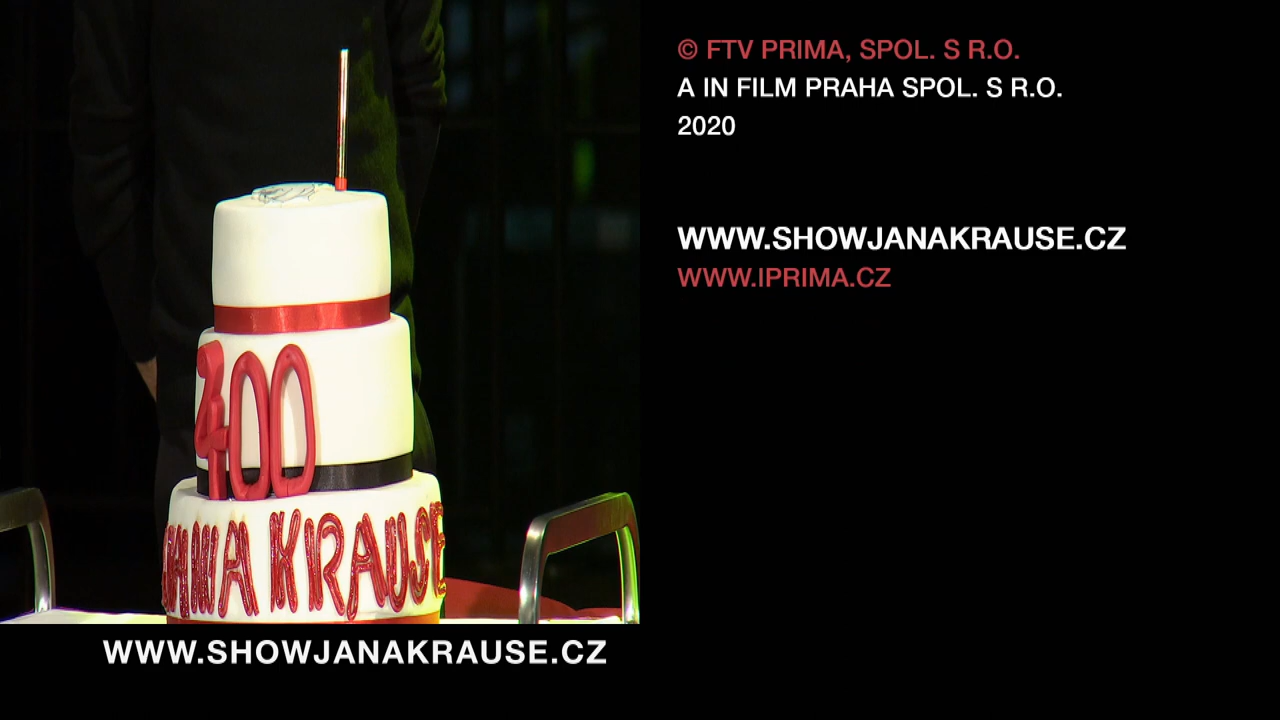 400
KRAUSE
WWW.SHOWJANAKRAUSE.CZ
© FTV PRIMA, SPOL. S R.O.
A IN FILM PRAHA SPOL. S R.O.
2020
WWW.SHOWJANAKRAUSE.CZ
WWW.IPRIMA.CZ